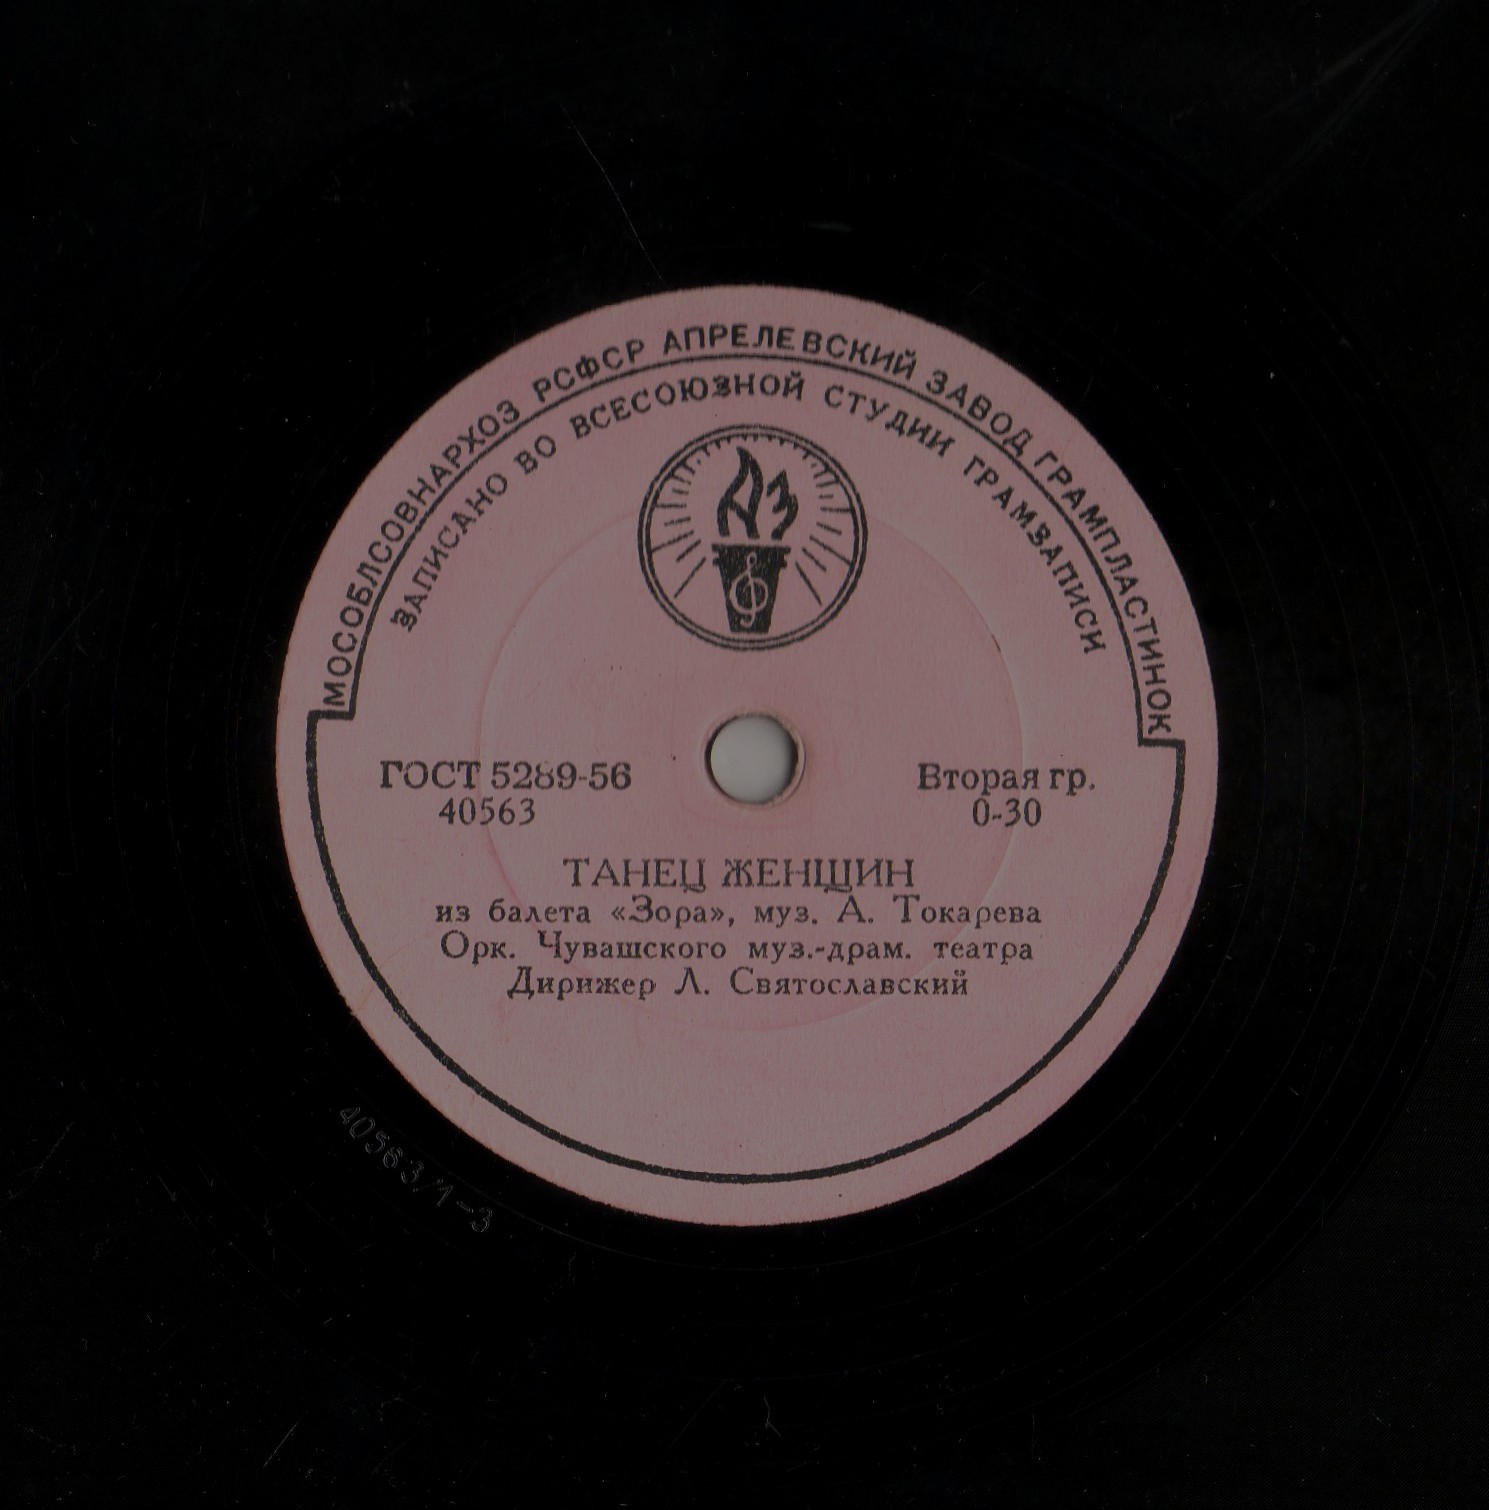 МОСОБЛСОВНАРХОЗ РСФСР АПРЕЛЕВСКИЙ ЗАВОД ГРАМПЛАСТИНОК
ЗАПИСАНО ВО ВСЕСОЮЗНОЙ СТУДИИ ГРАМЗАПИСИ
АЗ
ГОСТ 5289-56
40563
Вторая гр.
0-30
ТАНЕЦ ЖЕНЩИН
из балета «Зора», муз. А. Токарева
Орк. Чувашского муз.-драм. театра
Дирижер Л. Святославский
40563/1-3